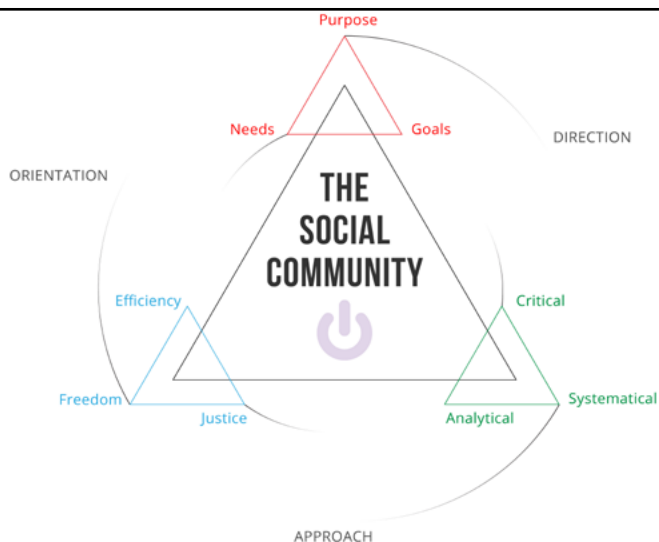 Purpose
Needs
Goals
DIRECTION
ORIENTATION
THE
SOCIAL
COMMUNITY
Efficiency
Critical
Freedom
Systematical
Justice
Analytical
APPROACH